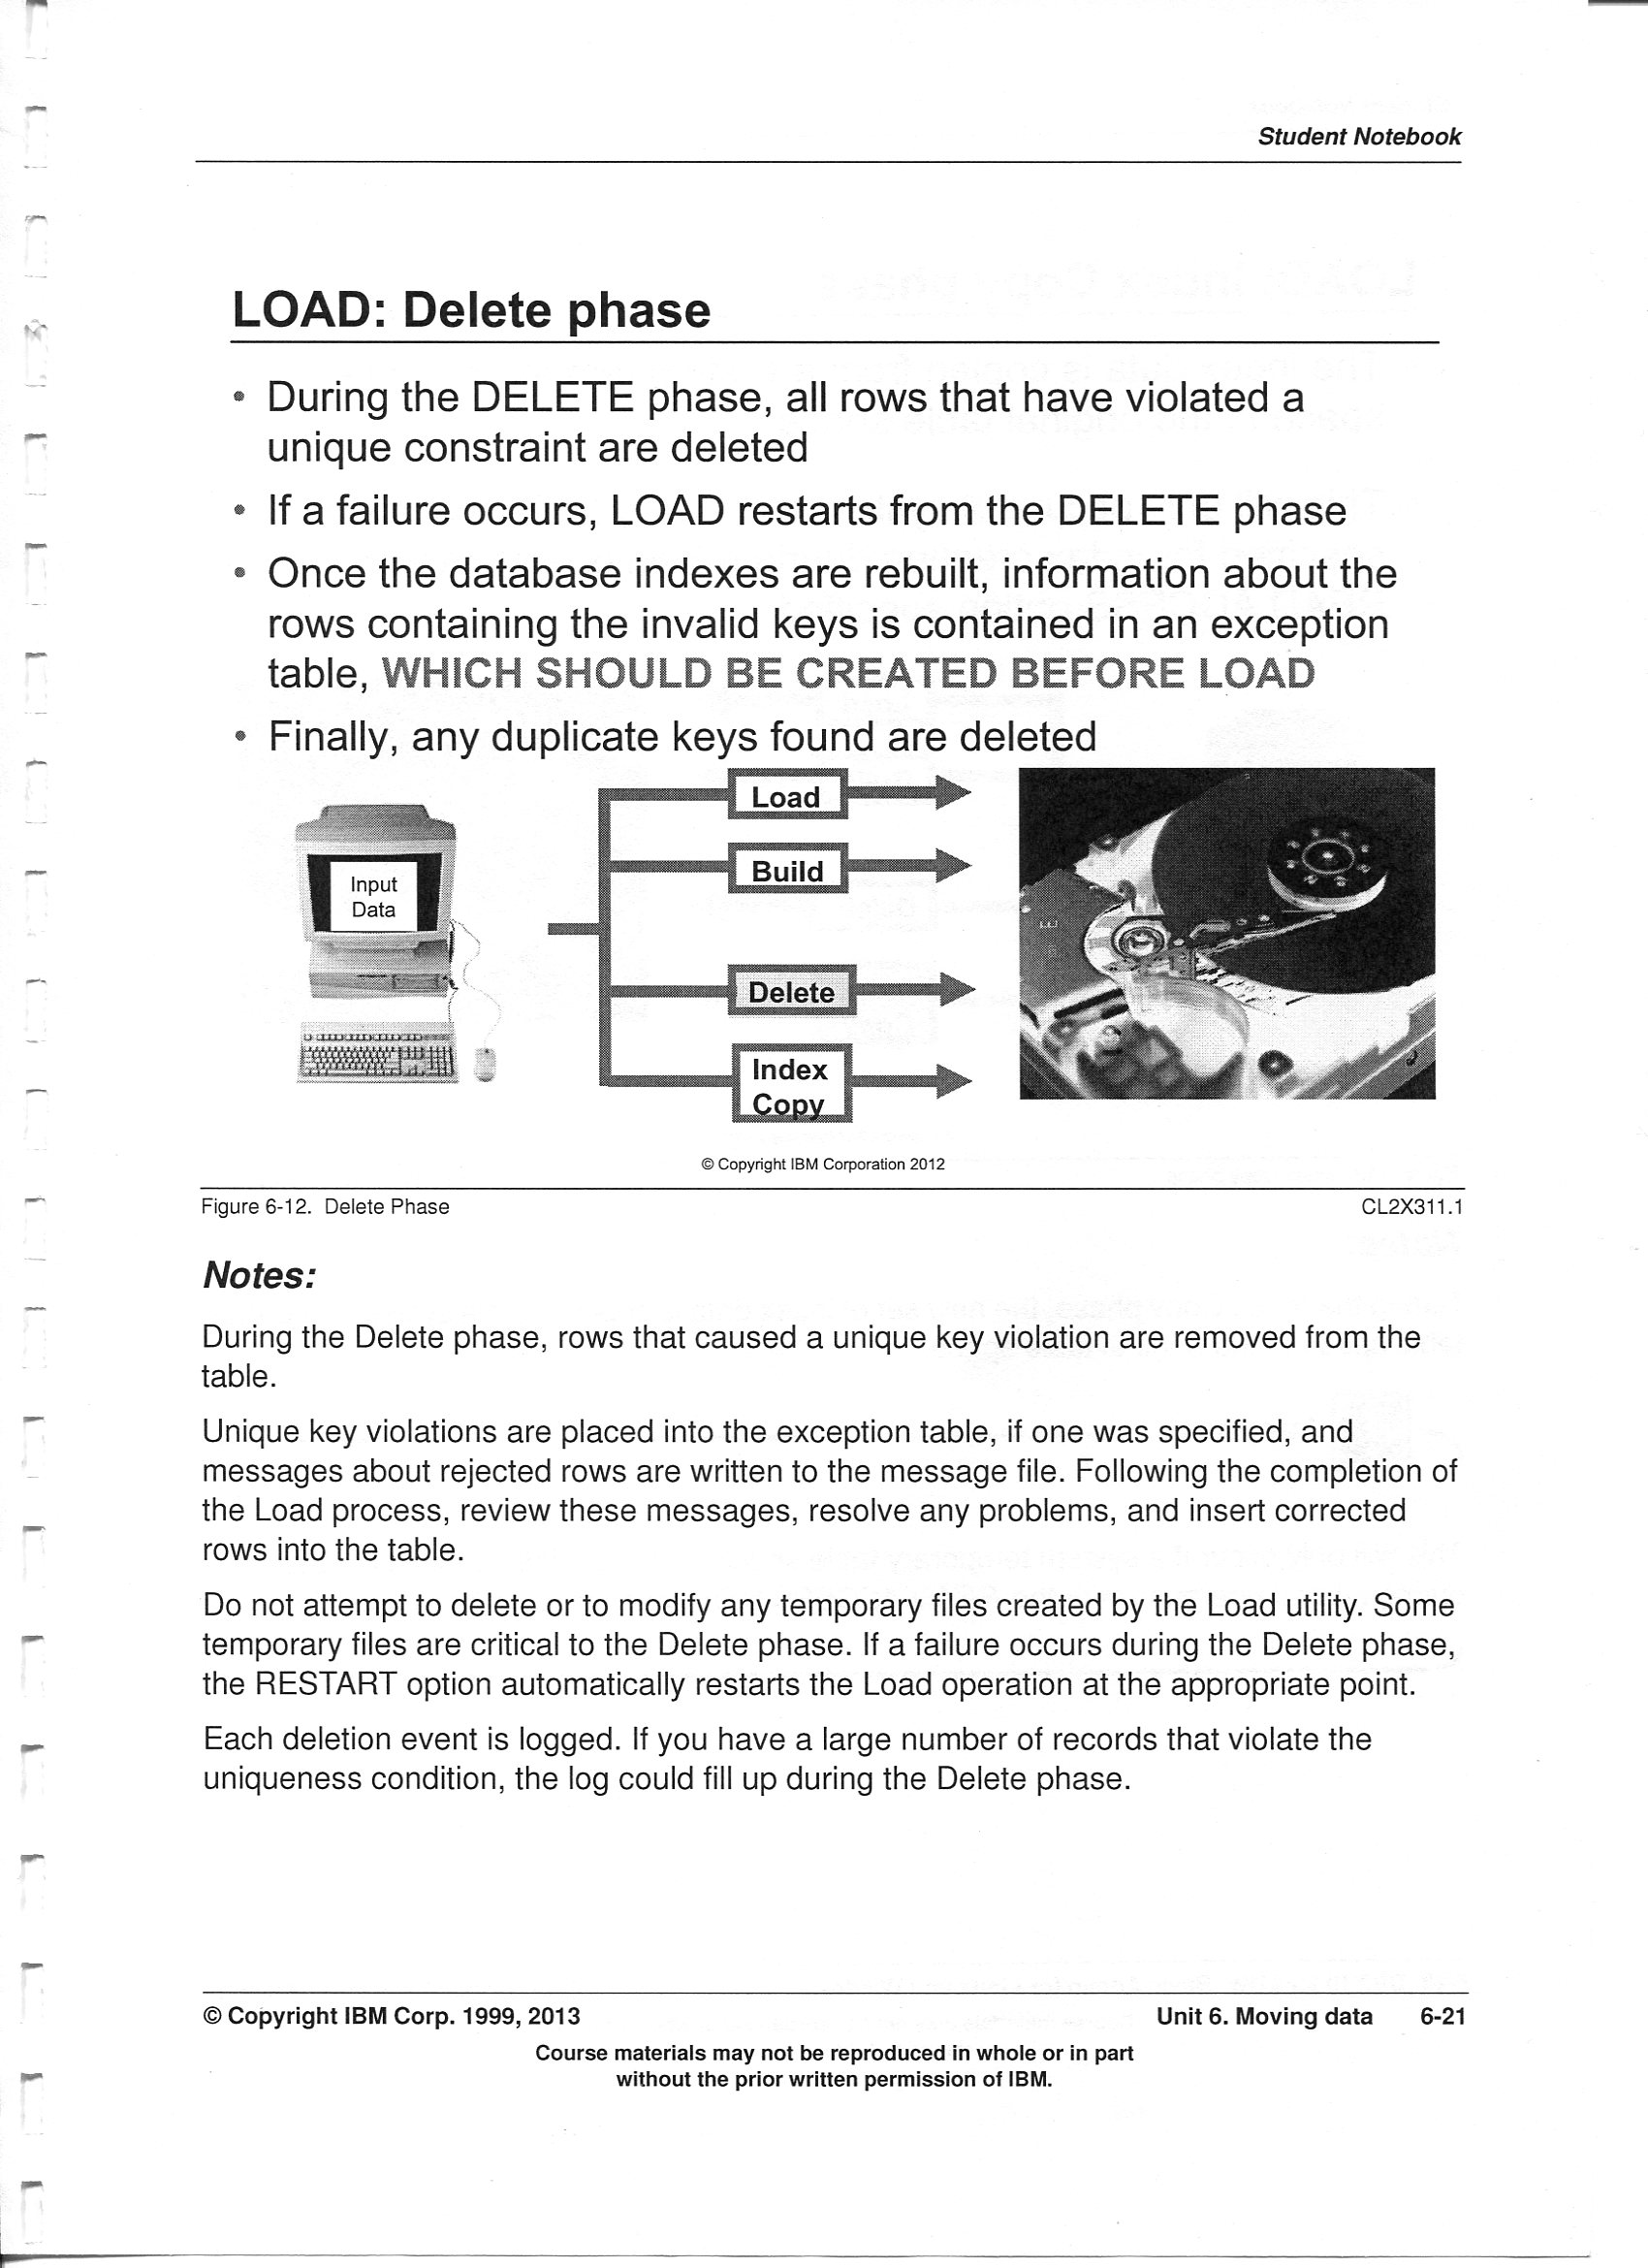 Student Notebook
LOAD: Delete phase
• During the DELETE phase, all rows that have violated a
unique constraint are deleted
• If a failure occurs, LOAD restarts from the DELETE phase
• Once the database indexes are rebuilt, information about the
rows containing the invalid keys is contained in an exception
table, WHICH SHOULD BE CREATED BEFORE LOAD
• Finally, any duplicate keys found are deleted
Input
Data
Load
Build
Delete
Index
Copy
© Copyright IBM Corporation 2012
Figure 6-12. Delete Phase CL2X311.1
Notes:
During the Delete phase, rows that caused a unique key violation are removed from the
table.
Unique key violations are placed into the exception table, if one was specified, and
messages about rejected rows are written to the message file. Following the completion of
the Load process, review these messages, resolve any problems, and insert corrected
rows into the table.
Do not attempt to delete or to modify any temporary files created by the Load utility. Some
temporary files are critical to the Delete phase. If a failure occurs during the Delete phase,
the RESTART option automatically restarts the Load operation at the appropriate point.
Each deletion event is logged. If you have a large number of records that violate the
uniqueness condition, the log could fill up during the Delete phase.
© Copyright IBM Corp. 1999, 2013 Unit 6. Moving data 6-21
Course materials may not be reproduced in whole or in part
without the prior written permission of IBM.